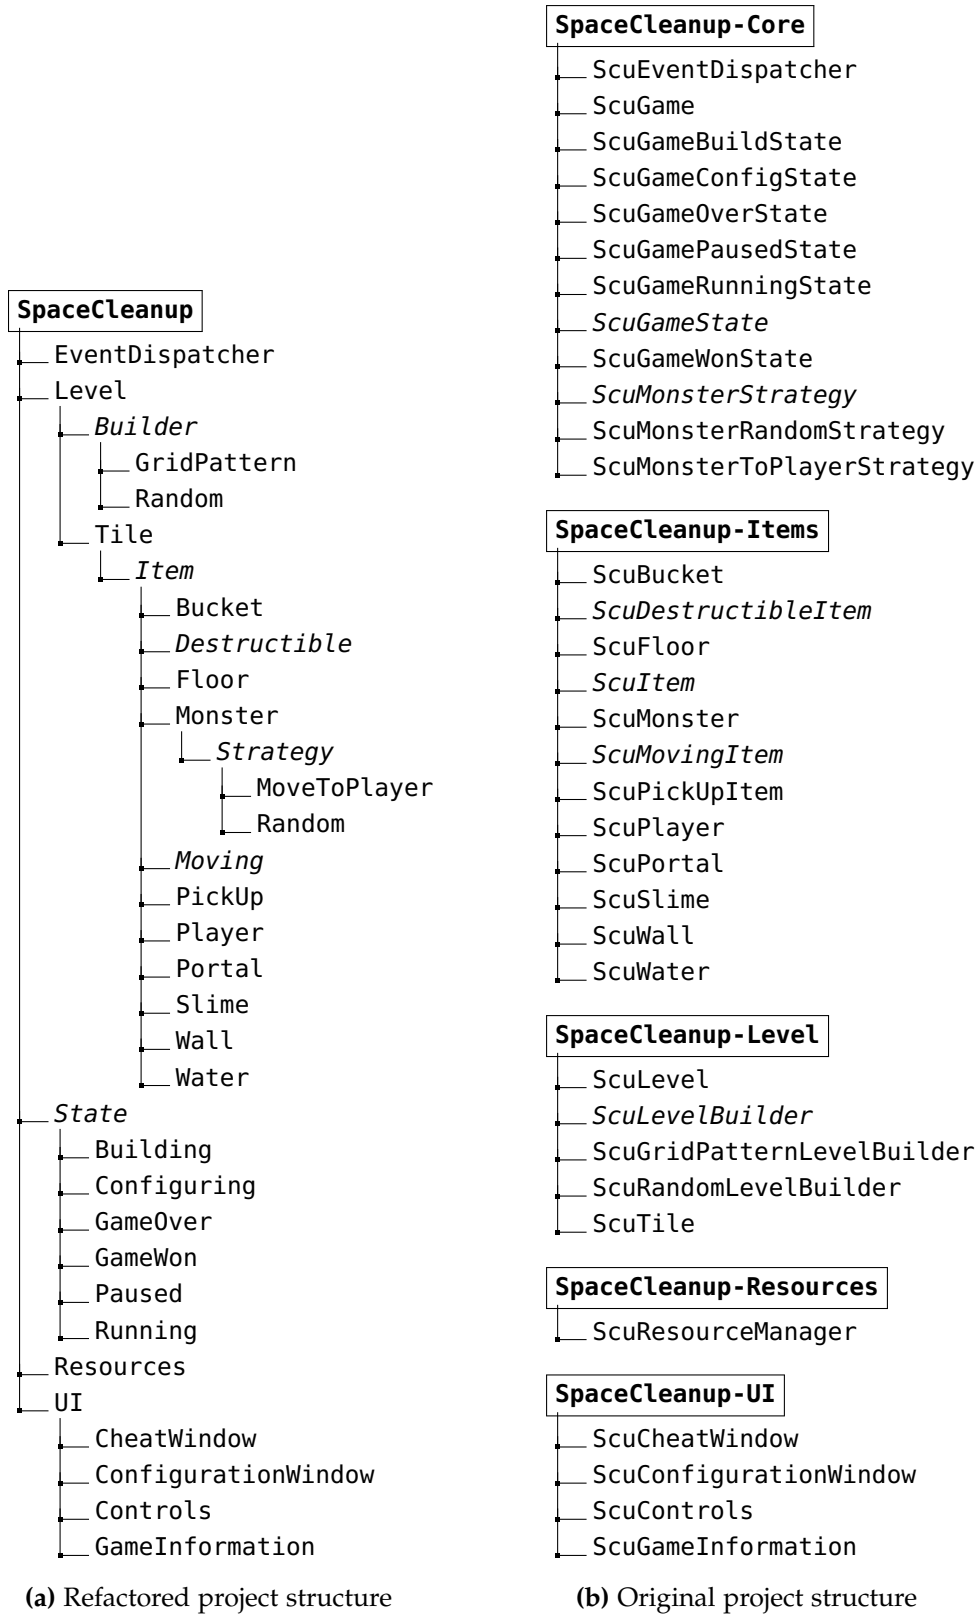 SpaceCleanup
EventDispatcher
Level
Builder
GridPattern
Random
Tile
Item
Bucket
Destructible
Floor
Monster
Strategy
MoveToPlayer
Random
Moving
PickUp
Player
Portal
Slime
Wall
Water
State
Building
Configuring
GameOver
GameWon
Paused
Running
Resources
UI
CheatWindow
ConfigurationWindow
Controls
GameInformation
(a) Refactored project structure
SpaceCleanup-Core
ScuEventDispatcher
ScuGame
ScuGameBuildState
ScuGameConfigState
ScuGameOverState
ScuGamePausedState
ScuGameRunningState
ScuGameState
ScuGameWonState
ScuMonsterStrategy
ScuMonsterRandomStrategy
ScuMonsterToPlayerStrategy
SpaceCleanup-Items
ScuBucket
ScuDestructibleItem
ScuFloor
ScuItem
ScuMonster
ScuMovingItem
ScuPickUpItem
ScuPlayer
ScuPortal
ScuSlime
ScuWall
ScuWater
SpaceCleanup-Level
ScuLevel
ScuLevelBuilder
ScuGridPatternLevelBuilder
ScuRandomLevelBuilder
ScuTile
SpaceCleanup-Resources
ScuResourceManager
SpaceCleanup-UI
ScuCheatWindow
ScuConfigurationWindow
ScuControls
ScuGameInformation
(b) Original project structure